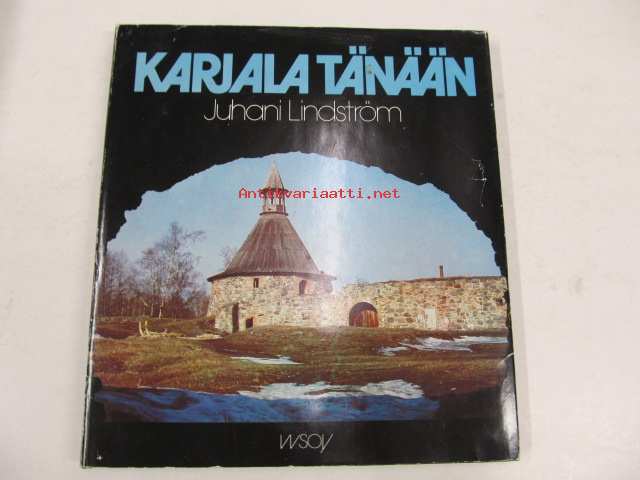 KARJALA TÄNÄÄN
Juhani Lindström
Antikvariaatti.net
WSOY